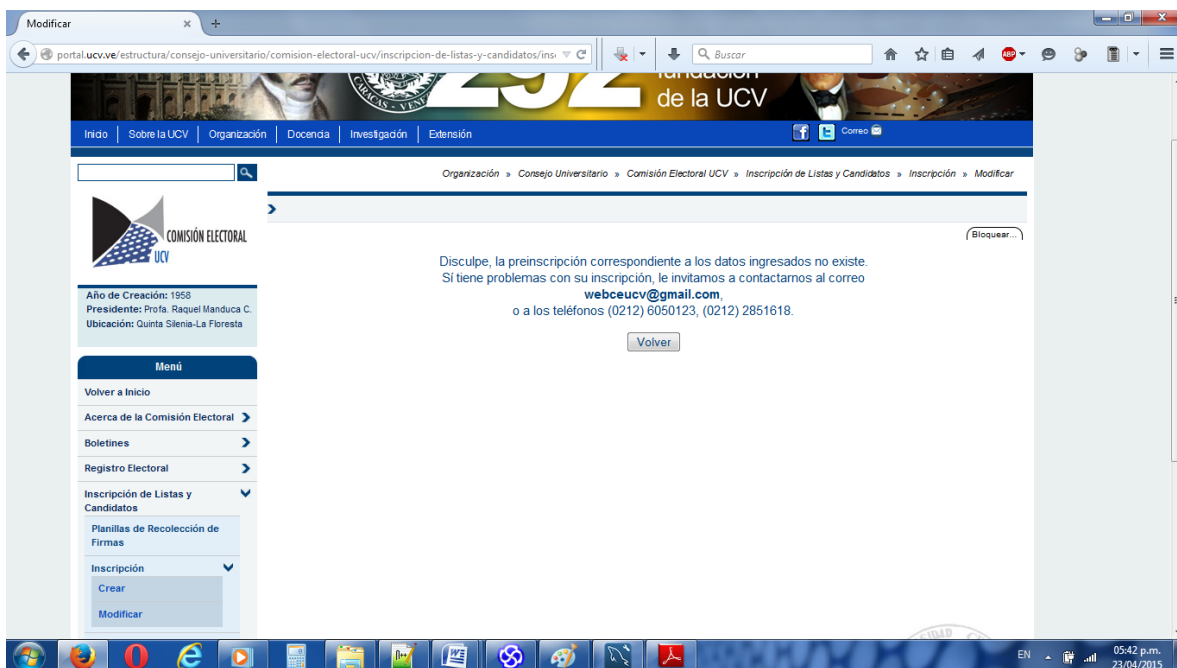 Modificar
portal.ucv.ve/estructura/consejo-universitario/comision-electoral-ucv/inscripcion-de-listas-y-candidatos/ins
Buscar
ABP
292
fundación
de la UCV
CARACAS - VEN
Inicio Sobre la UCV Organización Docencia Investigación Extensión Correo
Organización » Consejo Universitario » Comisión Electoral UCV » Inscripción de Listas y Candidatos » Inscripción » Modificar
COMISIÓN ELECTORAL
UCV
Bloquear...
Disculpe, la preinscripción correspondiente a los datos ingresados no existe.
Sí tiene problemas con su inscripción, le invitamos a contactarnos al correo
webceucv@gmail.com,
o a los teléfonos (0212) 6050123, (0212) 2851618.
Volver
Año de Creación: 1958
Presidente: Profa. Raquel Manduca C.
Ubicación: Quinta Silenia-La Floresta
Menú
Volver a Inicio
Acerca de la Comisión Electoral
Boletines
Registro Electoral
Inscripción de Listas y
Candidatos
Planillas de Recolección de
Firmas
Inscripción
Crear
Modificar
EN
05:42 p.m.
23/04/2015